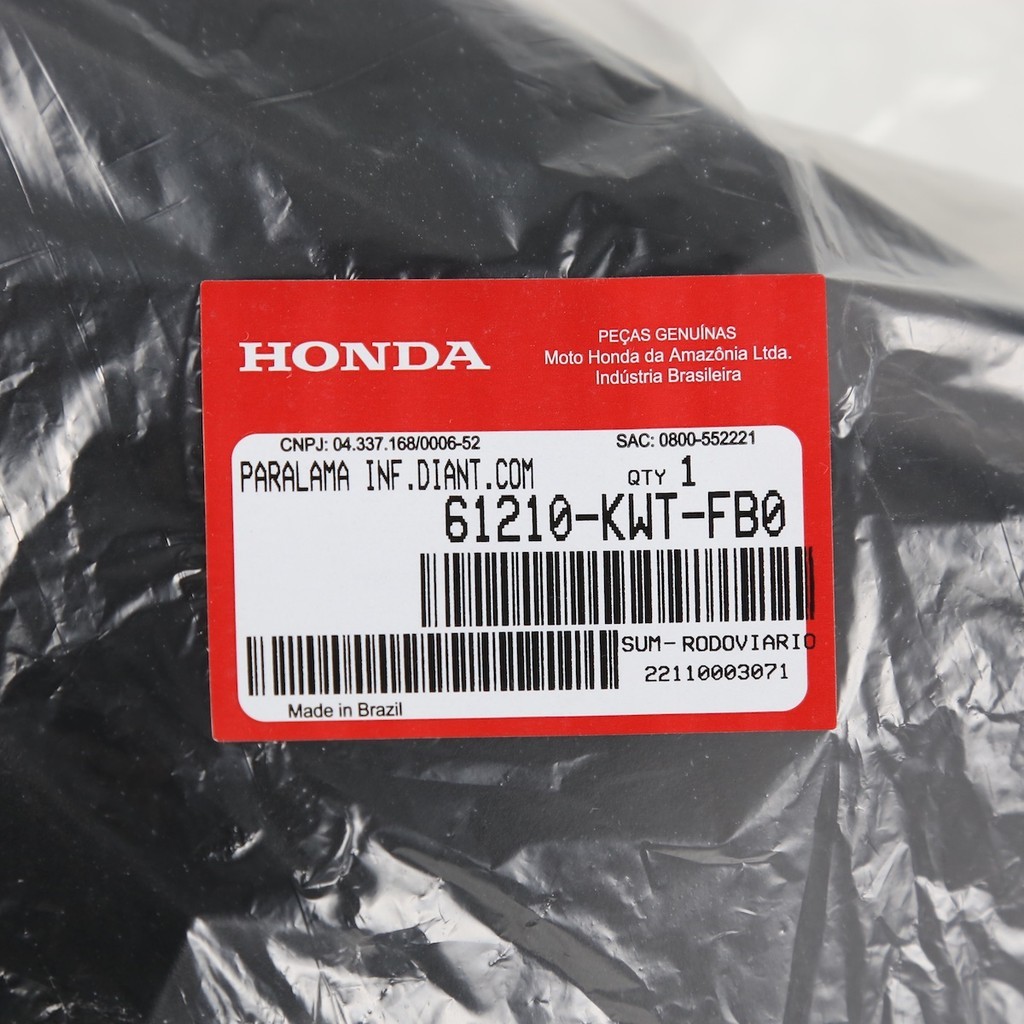 HONDA
PEÇAS GENUÍNAS
Moto Honda da Amazônia Ltda.
Indústria Brasileira
CNPJ: 04.337.168/0006-52
SAC: 0800-552221
PARALAMA INF.DIANT.COM
QTY 1
61210-KWT-FB0
SUM-RODOVIARIO
22110003071
Made in Brazil